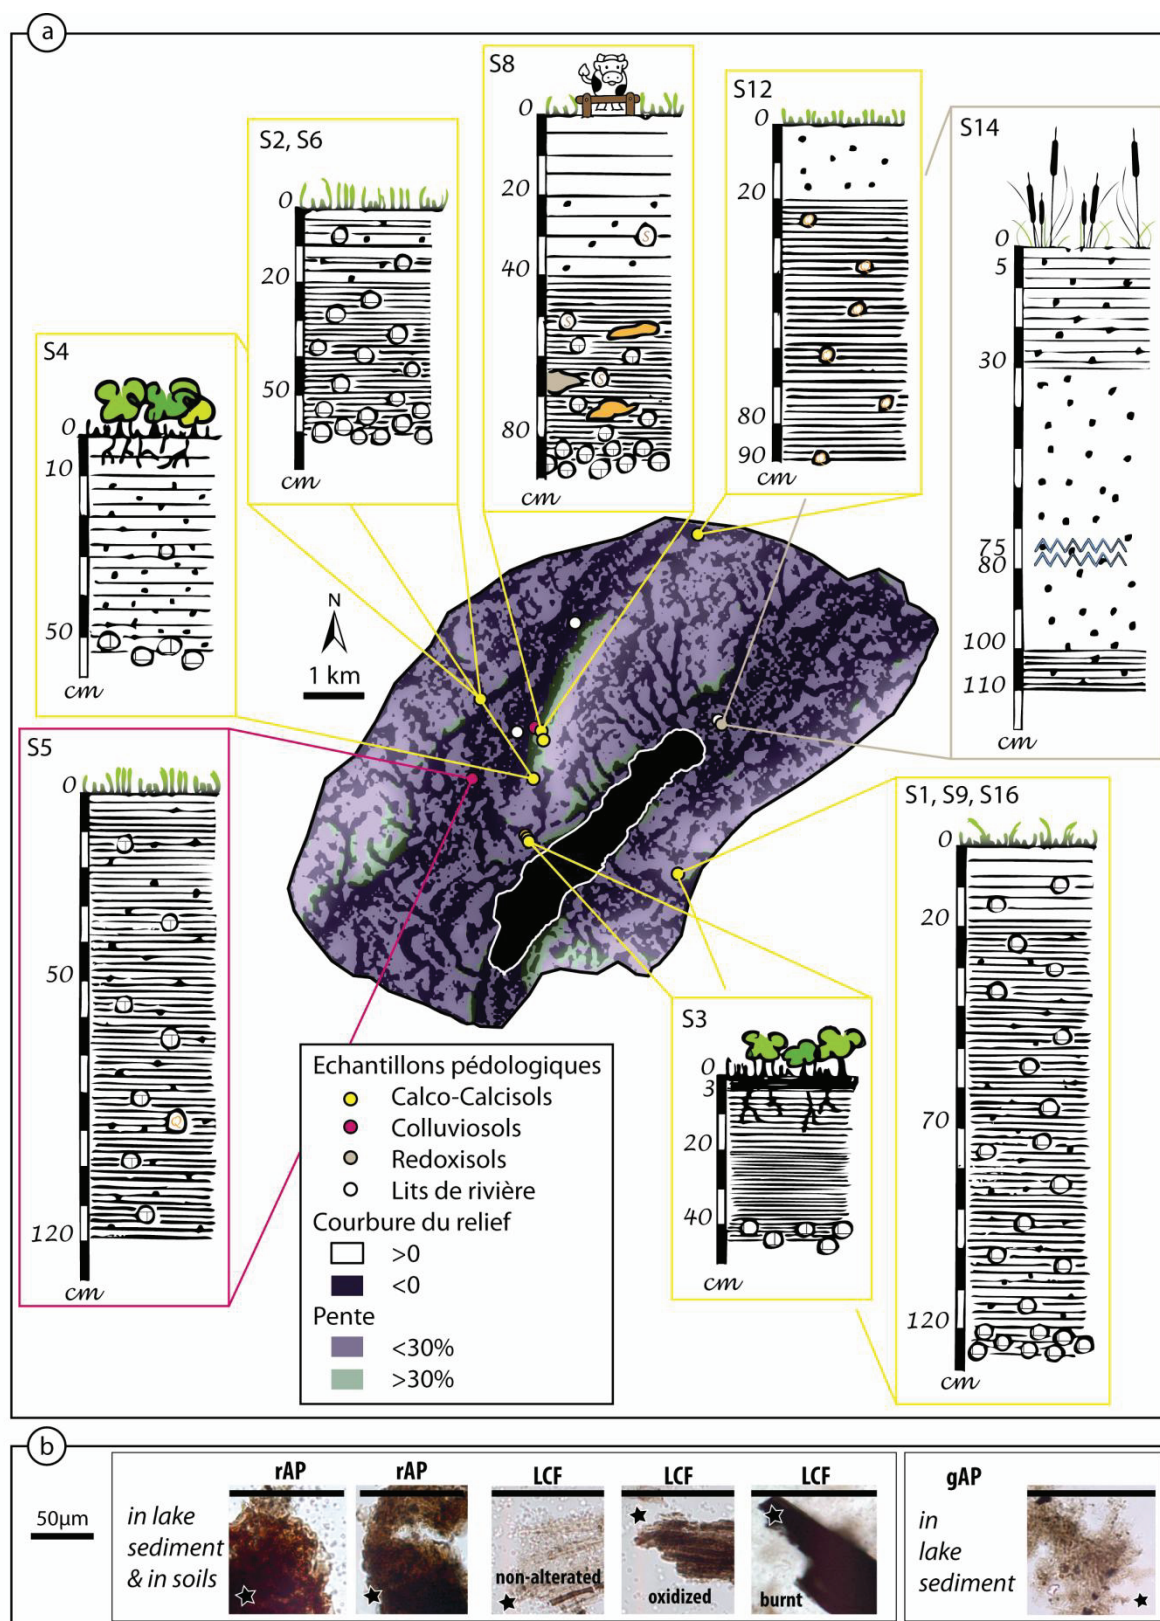 a
S8
0
20
40
80
cm
S12
0
20
80
90
cm
S2, S6
0
20
50
cm
S14
0
5
30
75
80
100
110
cm
S4
0
10
50
cm
N
1 km
S5
0
50
120
cm
S1, S9, S16
0
20
70
120
cm
S3
0
3
20
40
cm
Echantillons pédologiques
Calco-Calcisols
Colluviosols
Redoxisols
Lits de rivière
Courbure du relief
>0
<0
Pente
<30%
>30%
b
50µm
in lake
sediment
& in soils
rAP
rAP
LCF
non-alterated
LCF
oxidized
LCF
burnt
gAP
in
lake
sediment